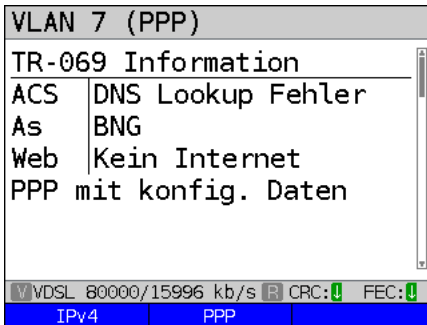 VLAN 7 (PPP)
TR-069 Information
ACS DNS Lookup Fehler
As BNG
Web Kein Internet
PPP mit konfig. Daten
V VDSL 80000/15996 kb/s R CRC:↓ FEC:↓
IPv4 PPP